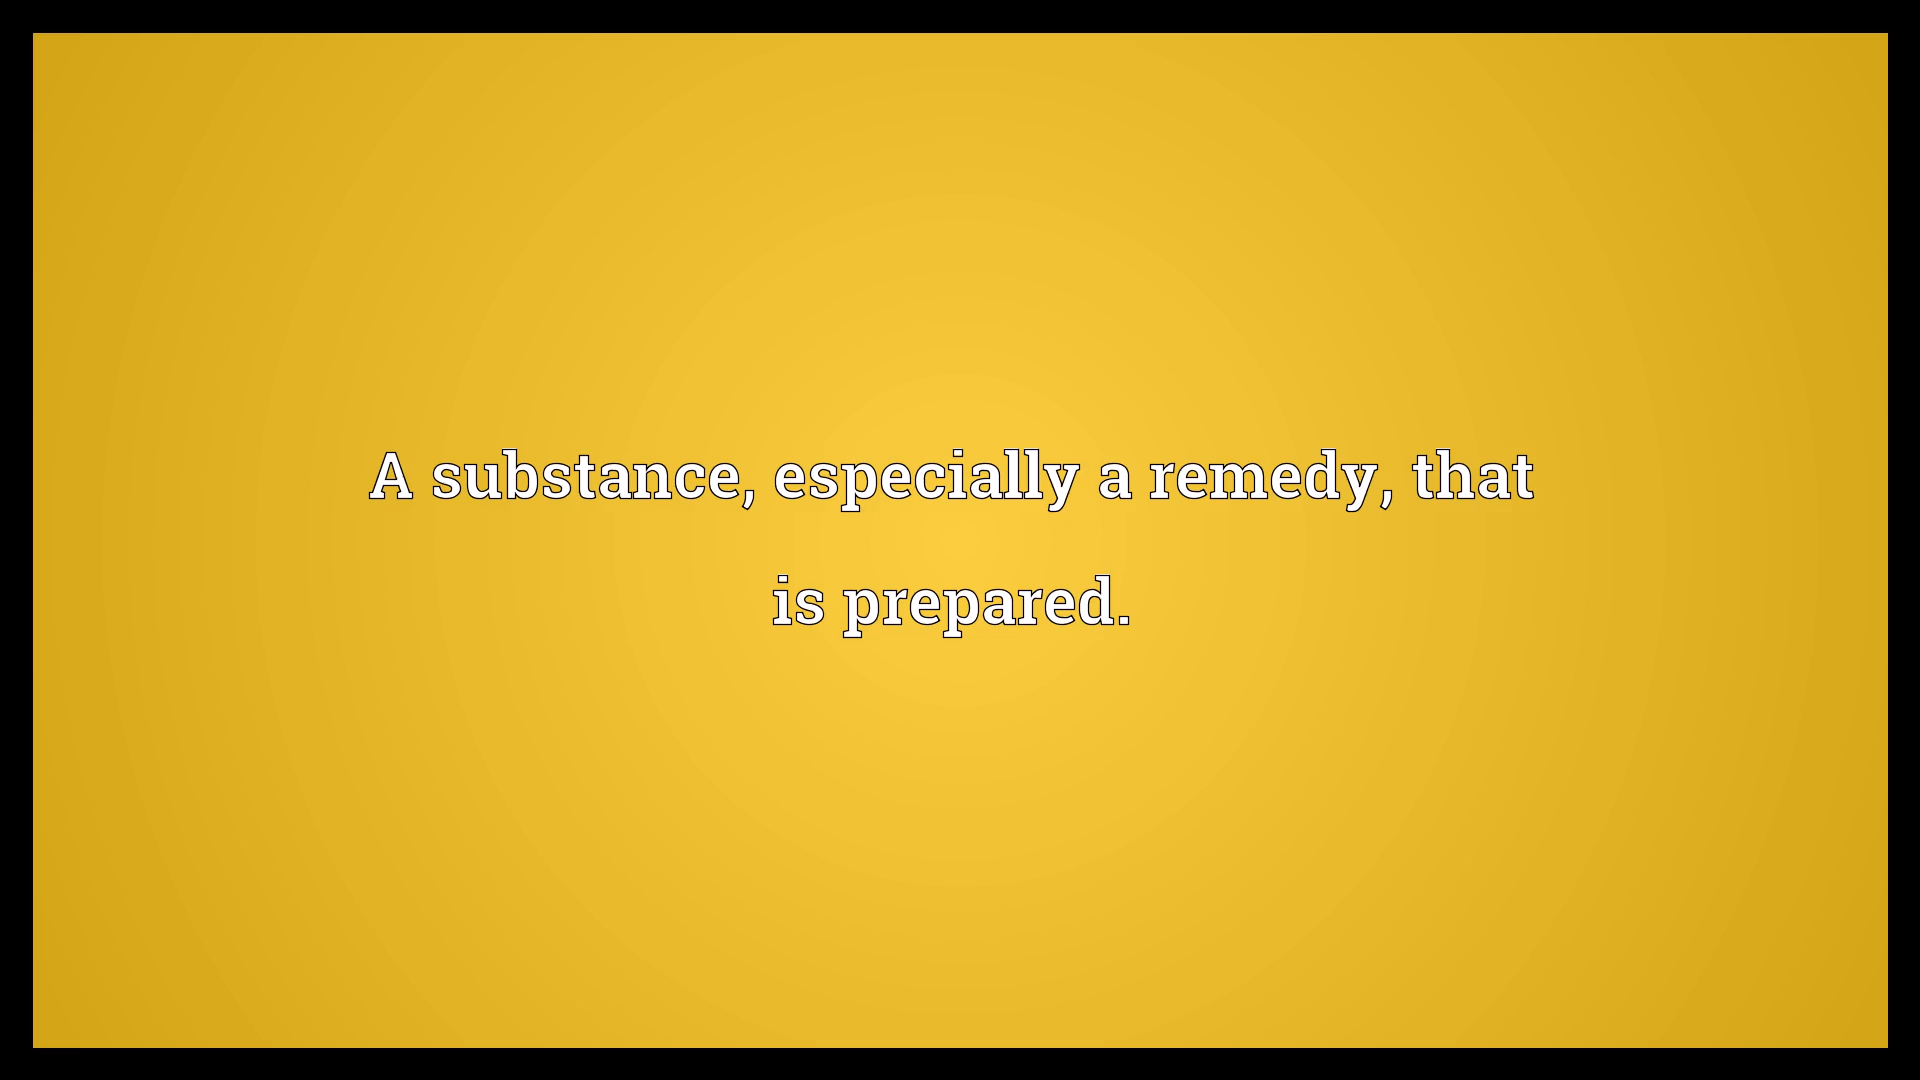 A substance, especially a remedy, that
is prepared.